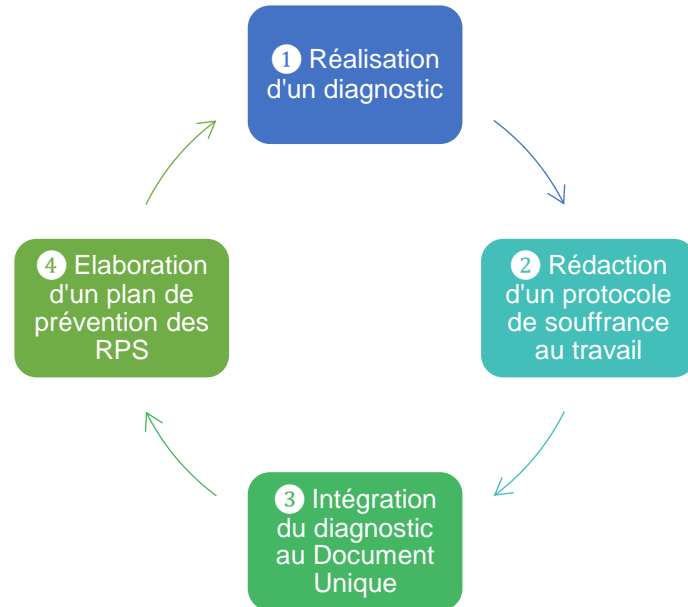 ❶ Réalisation
d'un diagnostic
❷ Rédaction
d'un protocole
de souffrance
au travail
❸ Intégration
du diagnostic
au Document
Unique
❹ Elaboration
d'un plan de
prévention des
RPS